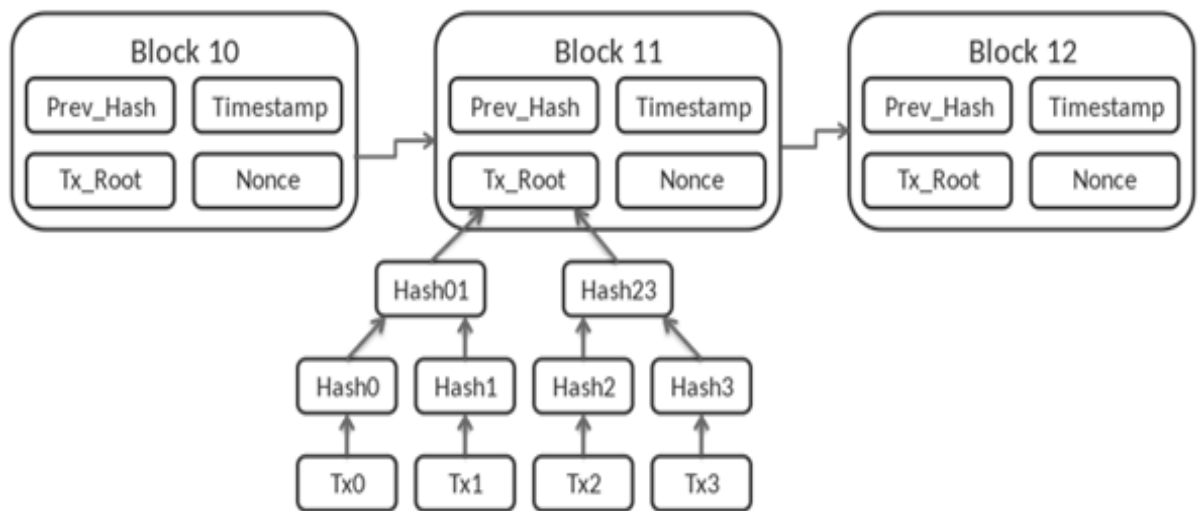 Block 10
Prev_Hash Timestamp
Tx_Root Nonce
Block 11
Prev_Hash Timestamp
Tx_Root Nonce
Block 12
Prev_Hash Timestamp
Tx_Root Nonce
Hash01 Hash23
Hash0 Hash1 Hash2 Hash3
Tx0 Tx1 Tx2 Tx3